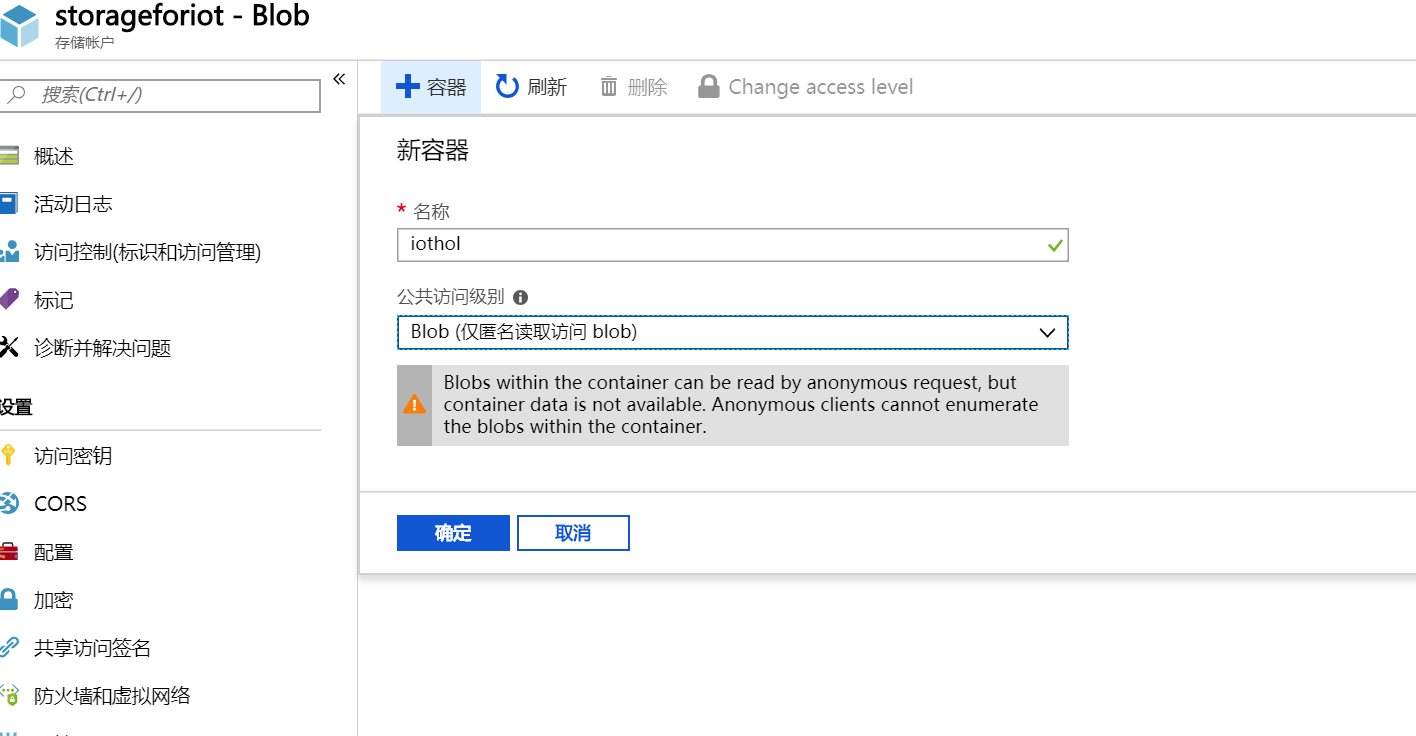 storageforiot - Blob
存储帐户
搜索(Ctrl+/)
«
概述
活动日志
访问控制(标识和访问管理)
标记
诊断并解决问题
设置
访问密钥
CORS
配置
加密
共享访问签名
防火墙和虚拟网络
容器
刷新
删除
Change access level
新容器
* 名称
iothol
公共访问级别
Blob (仅匿名读取访问 blob)
Blobs within the container can be read by anonymous request, but
container data is not available. Anonymous clients cannot enumerate
the blobs within the container.
确定
取消